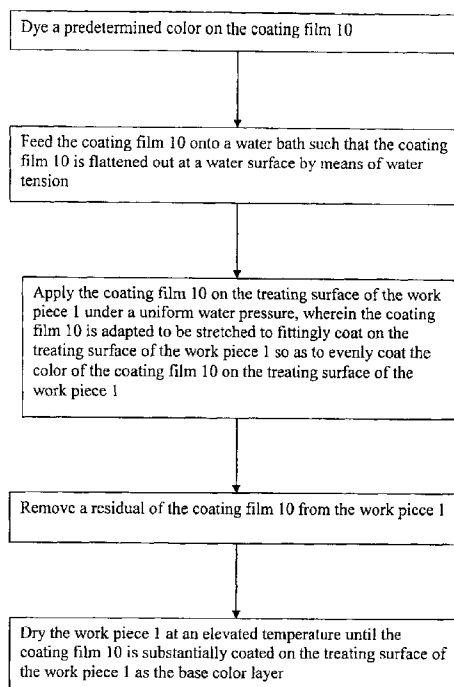 Dye a predetermined color on the coating film 10
Feed the coating film 10 onto a water bath such that the coating
film 10 is flattened out at a water surface by means of water
tension
Apply the coating film 10 on the treating surface of the work
piece 1 under a uniform water pressure, wherein the coating
film 10 is adapted to be stretched to fittingly coat on the
treating surface of the work piece 1 so as to evenly coat the
color of the coating film 10 on the treating surface of the
work piece 1
Remove a residual of the coating film 10 from the work piece 1
Dry the work piece 1 at an elevated temperature until the
coating film 10 is substantially coated on the treating surface of
the work piece 1 as the base color layer